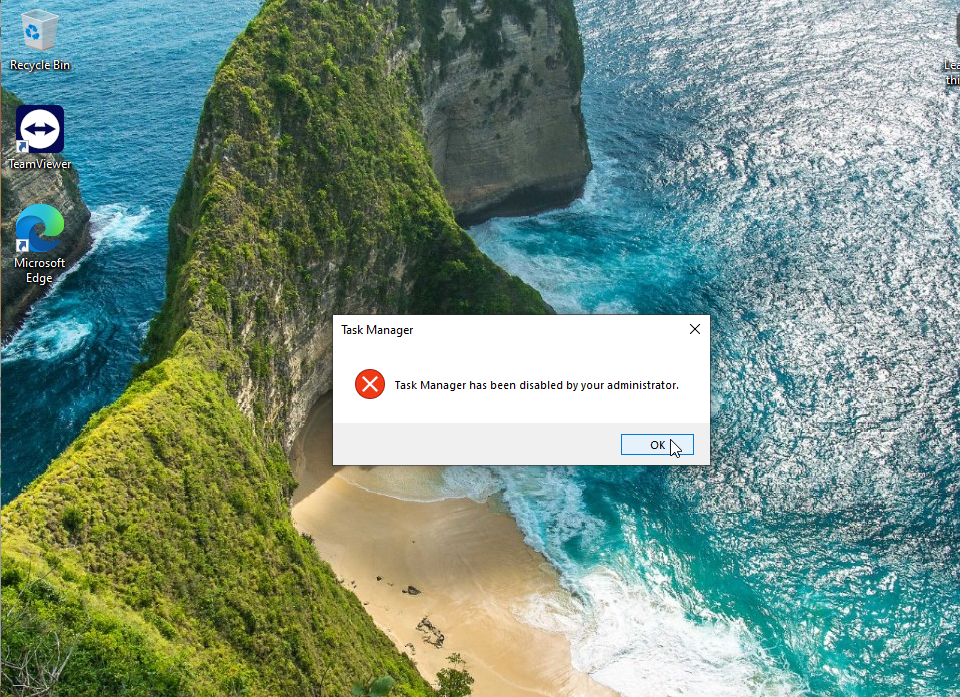 Recycle Bin
TeamViewer
Microsoft
Edge
Task Manager
Task Manager has been disabled by your administrator.
OK